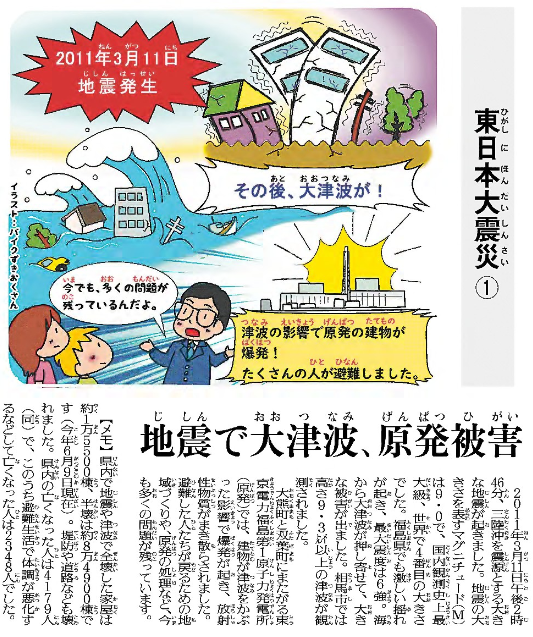 東日本大震災①
2011年3月11日
地震発生
その後、大津波が！
イラスト・バイクずきおくさん
今でも、多くの問題が
残っているんだよ。
津波の影響で原発の建物が
爆発！
たくさんの人が避難しました。
地震で大津波、原発被害
2011年3月11日午後2時
46分、三陸沖を震源とする大き
な地震が起きました。地震の大
きさを表すマグニチュード（M）
は9・0で、国内観測史上最
大級、世界で4番目の大きさ
でした。福島県でも激しい揺れ
が起き、最大震度は6強。海
から大津波が押し寄せて、大き
な被害が出ました。相馬市では
高さ9・3メートル以上の津波が観
測されました。
大熊町と双葉町にまたがる東
京電力福島第1原子力発電所
（原発）では、建物が津波をかぶ
った影響で爆発が起き、放射
性物質がまき散らされました。
避難した人たちが戻るための地
域づくりや、原発の処理など、今
も多くの問題が残っています。
【メモ】県内で地震や津波で全壊した家屋は
約1万5500棟、半壊は約8万4900棟で
す（今年6月9日現在）。堤防や道路なども壊
れました。県内の亡くなった人は4179人
（同）で、このうち避難生活で体調が悪化す
るなどして亡くなった人は2348人でした。